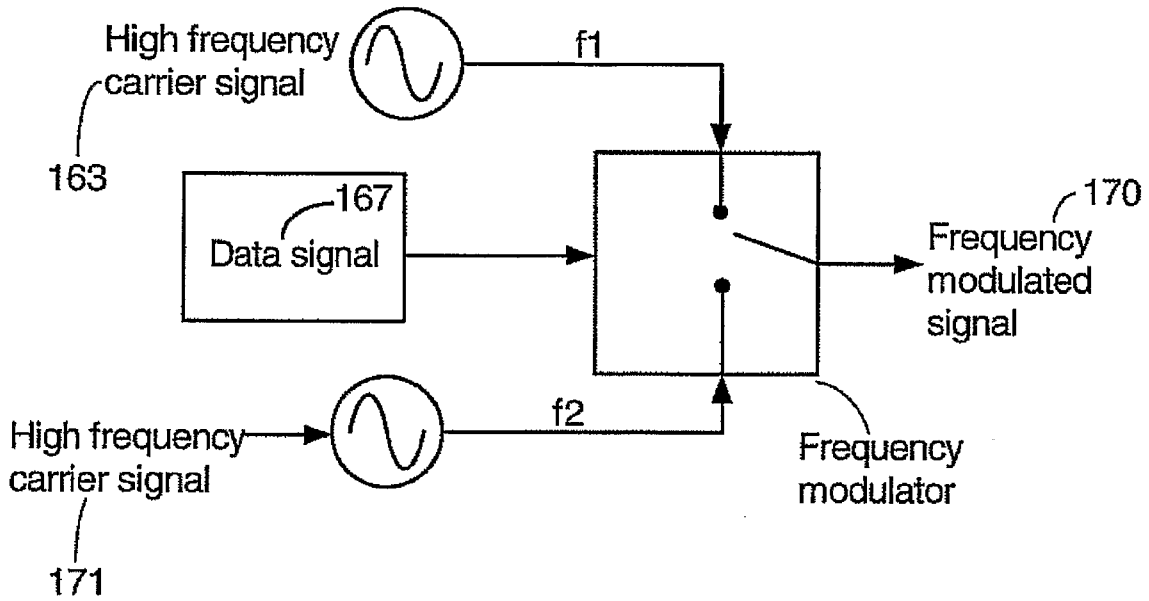 High frequency
carrier signal
163
f1
167
Data signal
170
Frequency
modulated
signal
f2
High frequency
carrier signal
171
Frequency
modulator